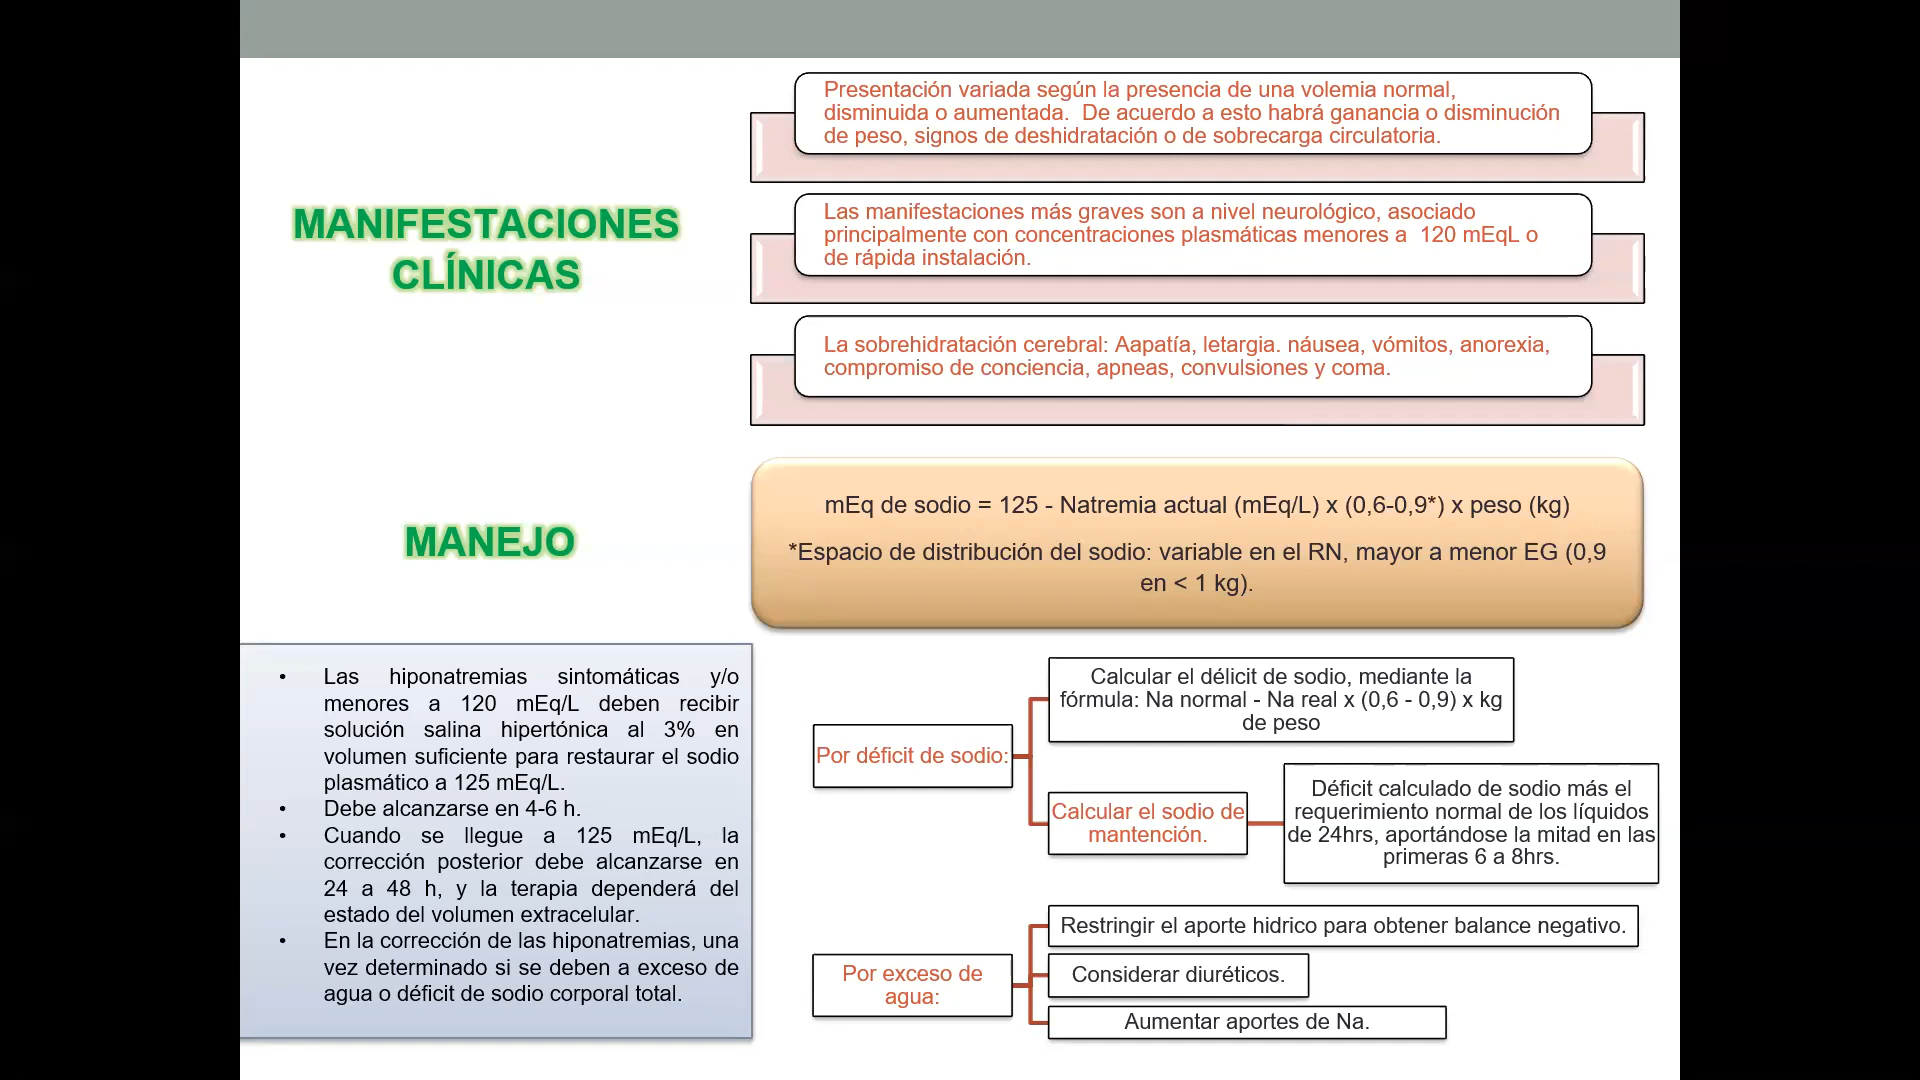 Presentación variada según la presencia de una volemia normal,
disminuida o aumentada. De acuerdo a esto habrá ganancia o disminución
de peso, signos de deshidratación o de sobrecarga circulatoria.
MANIFESTACIONES
CLÍNICAS
Las manifestaciones más graves son a nivel neurológico, asociado
principalmente con concentraciones plasmáticas menores a 120 mEqL o
de rápida instalación.
La sobrehidratación cerebral: Aapatía, letargia. náusea, vómitos, anorexia,
compromiso de conciencia, apneas, convulsiones y coma.
MANEJO
mEq de sodio = 125 - Natremia actual (mEq/L) x (0,6-0,9*) x peso (kg)
*Espacio de distribución del sodio: variable en el RN, mayor a menor EG (0,9
en < 1 kg).
• Las hiponatremias sintomáticas y/o
menores a 120 mEq/L deben recibir
solución salina hipertónica al 3% en
volumen suficiente para restaurar el sodio
plasmático a 125 mEq/L.
• Debe alcanzarse en 4-6 h.
• Cuando se llegue a 125 mEq/L, la
corrección posterior debe alcanzarse en
24 a 48 h, y la terapia dependerá del
estado del volumen extracelular.
• En la corrección de las hiponatremias, una
vez determinado si se deben a exceso de
agua o déficit de sodio corporal total.
Por déficit de sodio:
Calcular el délicit de sodio, mediante la
fórmula: Na normal - Na real x (0,6 - 0,9) x kg
de peso
Calcular el sodio de
mantención.
Déficit calculado de sodio más el
requerimiento normal de los líquidos
de 24hrs, aportándose la mitad en las
primeras 6 a 8hrs.
Por exceso de
agua:
Restringir el aporte hidrico para obtener balance negativo.
Considerar diuréticos.
Aumentar aportes de Na.